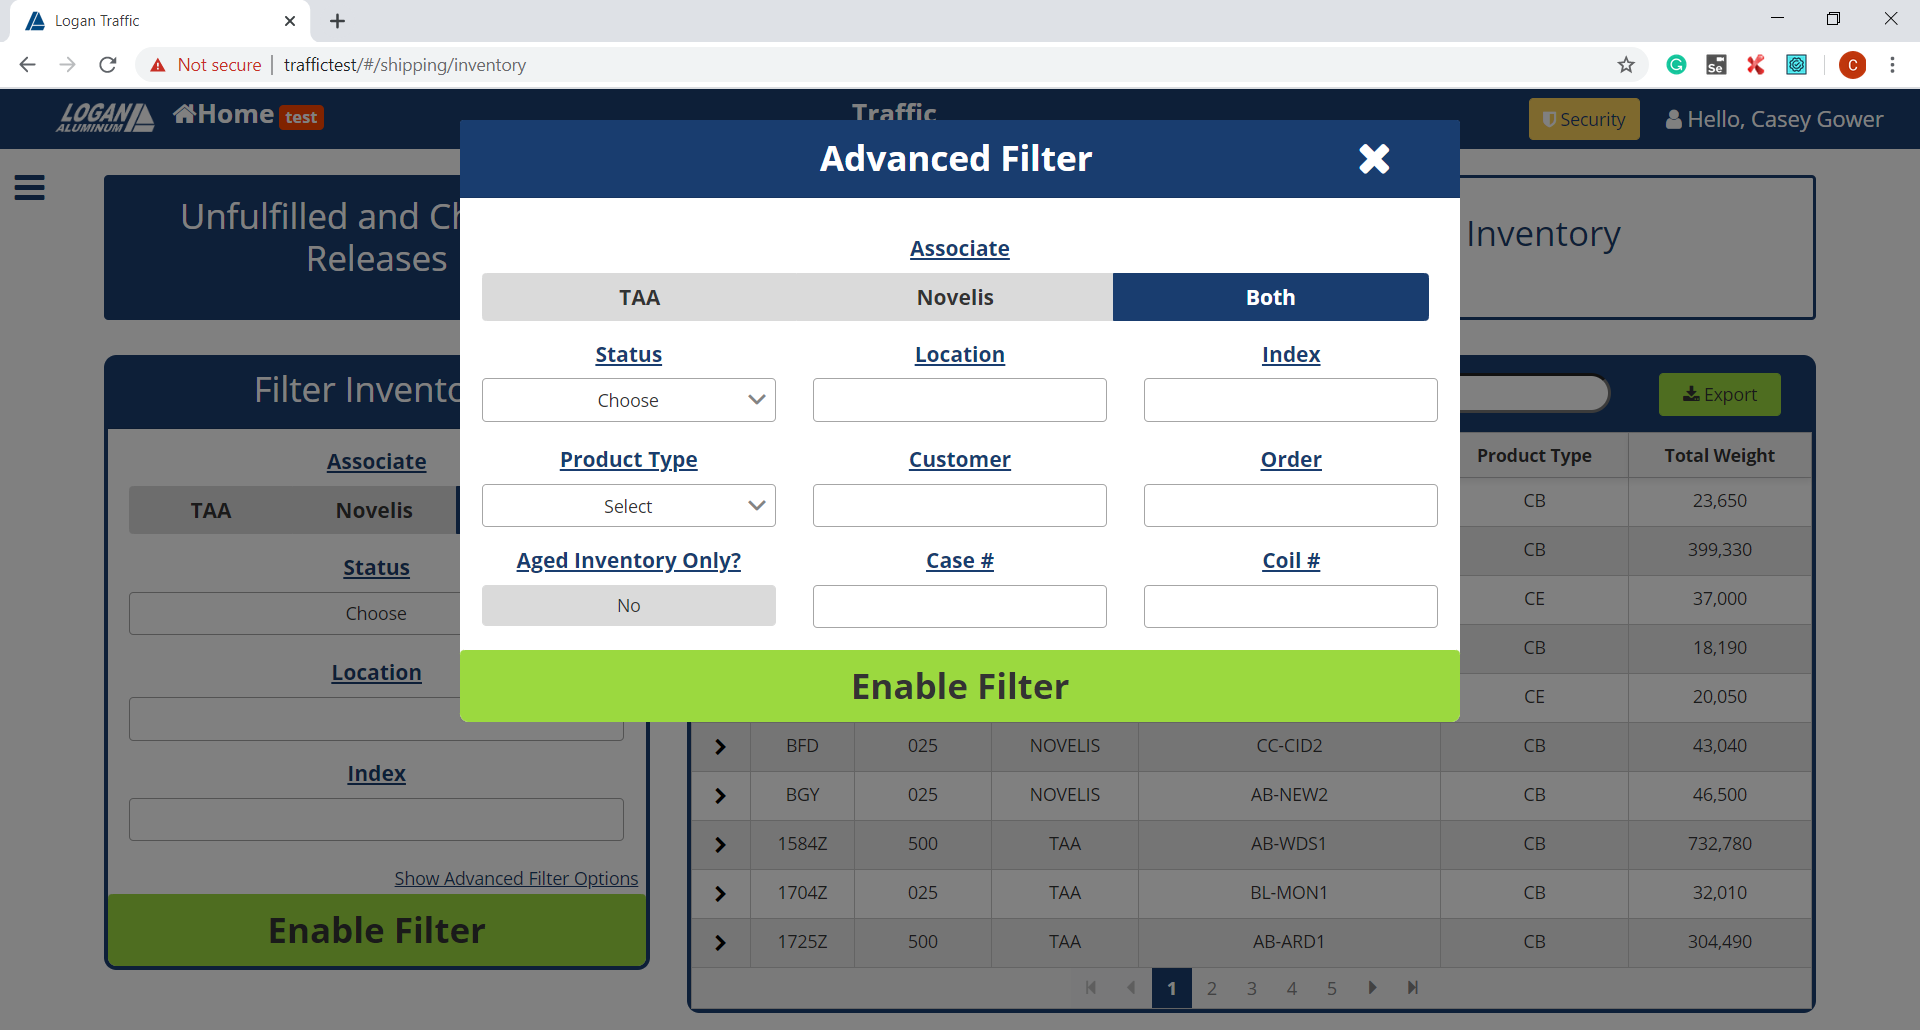 Logan Traffic
Not secure
traffictest/#/shipping/inventory
Se
C
LOGAN
ALUMINUM
Home test
Traffic
Security
Hello, Casey Gower
Advanced Filter
Unfulfilled and Ch
Releases
Inventory
Associate
TAA Novelis Both
Status Location Index
Choose
Product Type Customer Order
Select
Aged Inventory Only? Case # Coil #
No
Enable Filter
Filter Invento
Associate
TAA Novelis
Status
Choose
Location
Index
Show Advanced Filter Options
Enable Filter
Export
Product Type Total Weight
CB 23,650
CB 399,330
CE 37,000
CB 18,190
CE 20,050
BFD 025 NOVELIS CC-CID2 CB 43,040
BGY 025 NOVELIS AB-NEW2 CB 46,500
1584Z 500 TAA AB-WDS1 CB 732,780
1704Z 025 TAA BL-MON1 CB 32,010
1725Z 500 TAA AB-ARD1 CB 304,490
1 2 3 4 5